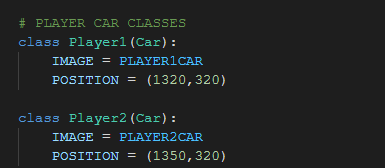 # PLAYER CAR CLASSES
class Player1(Car):
    IMAGE = PLAYER1CAR
    POSITION = (1320,320)

class Player2(Car):
    IMAGE = PLAYER2CAR
    POSITION = (1350,320)